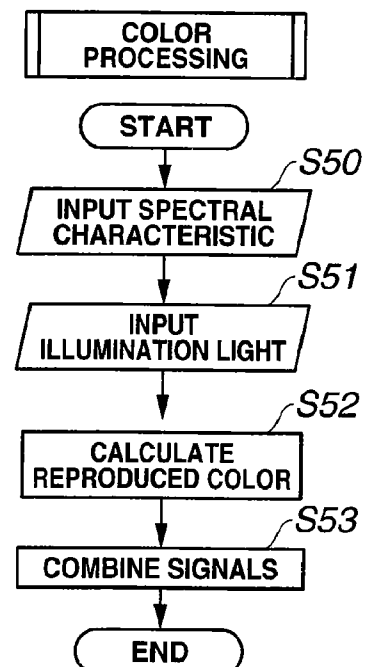 COLOR
PROCESSING
START
S50
INPUT SPECTRAL
CHARACTERISTIC
S51
INPUT
ILLUMINATION LIGHT
S52
CALCULATE
REPRODUCED COLOR
S53
COMBINE SIGNALS
END